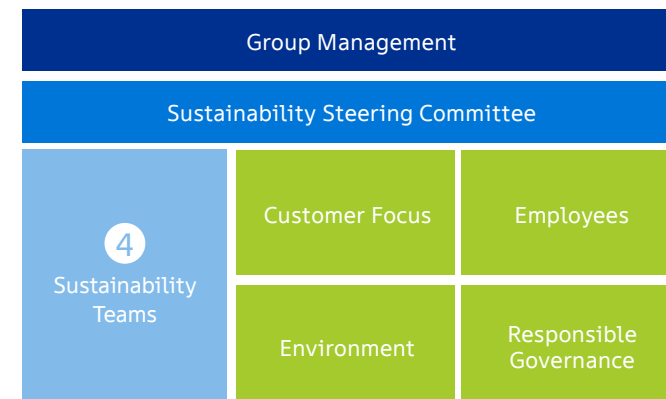 Group Management
Sustainability Steering Committee
4
Sustainability
Teams
Customer Focus
Employees
Environment
Responsible
Governance